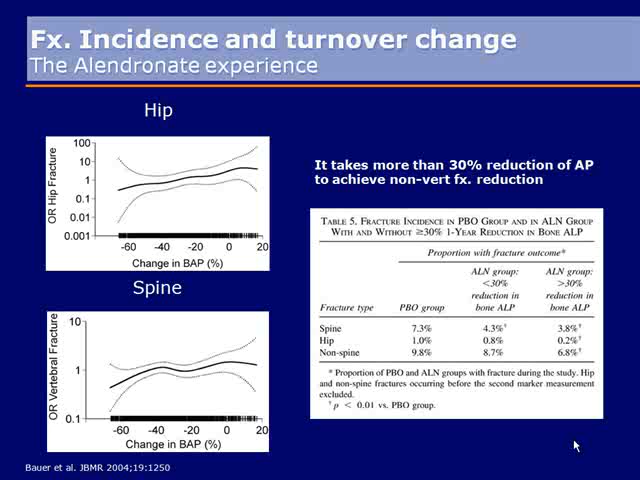 Fx. Incidence and turnover change
The Alendronate experience
Hip
OR Hip Fracture
100
10
1
0.1
0.01
0.001
-60 -40 -20 0 20
Change in BAP (%)
Spine
OR Vertebral Fracture
10
1
0.1
-60 -40 -20 0 20
Change in BAP (%)
It takes more than 30% reduction of AP
to achieve non-vert fx. reduction
TABLE 5. FRACTURE INCIDENCE IN PBO GROUP AND IN ALN GROUP
WITH AND WITHOUT ≥30% 1-YEAR REDUCTION IN BONE ALP
Proportion with fracture outcome*
ALN group: ALN group:
<30% >30%
reduction in reduction in
Fracture type PBO group bone ALP bone ALP
Spine 7.3% 4.3%† 3.8%†
Hip 1.0% 0.8% 0.2%†
Non-spine 9.8% 8.7% 6.8%†
* Proportion of PBO and ALN groups with fracture during the study. Hip
and non-spine fractures occurring before the second marker measurement
excluded.
† p < 0.01 vs. PBO group.
Bauer et al. JBMR 2004;19:1250